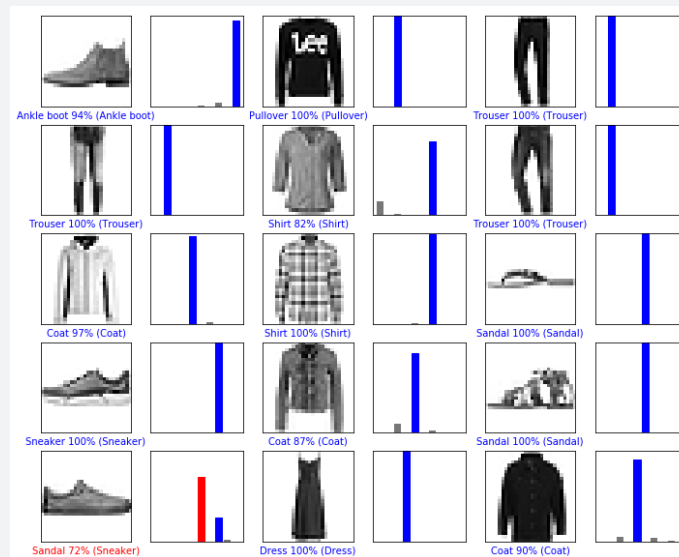 Lee
Ankle boot 94% (Ankle boot)
Pullover 100% (Pullover)
Trouser 100% (Trouser)
Trouser 100% (Trouser)
Shirt 82% (Shirt)
Trouser 100% (Trouser)
Coat 97% (Coat)
Shirt 100% (Shirt)
Sandal 100% (Sandal)
Sneaker 100% (Sneaker)
Coat 87% (Coat)
Sandal 100% (Sandal)
Sandal 72% (Sneaker)
Dress 100% (Dress)
Coat 90% (Coat)